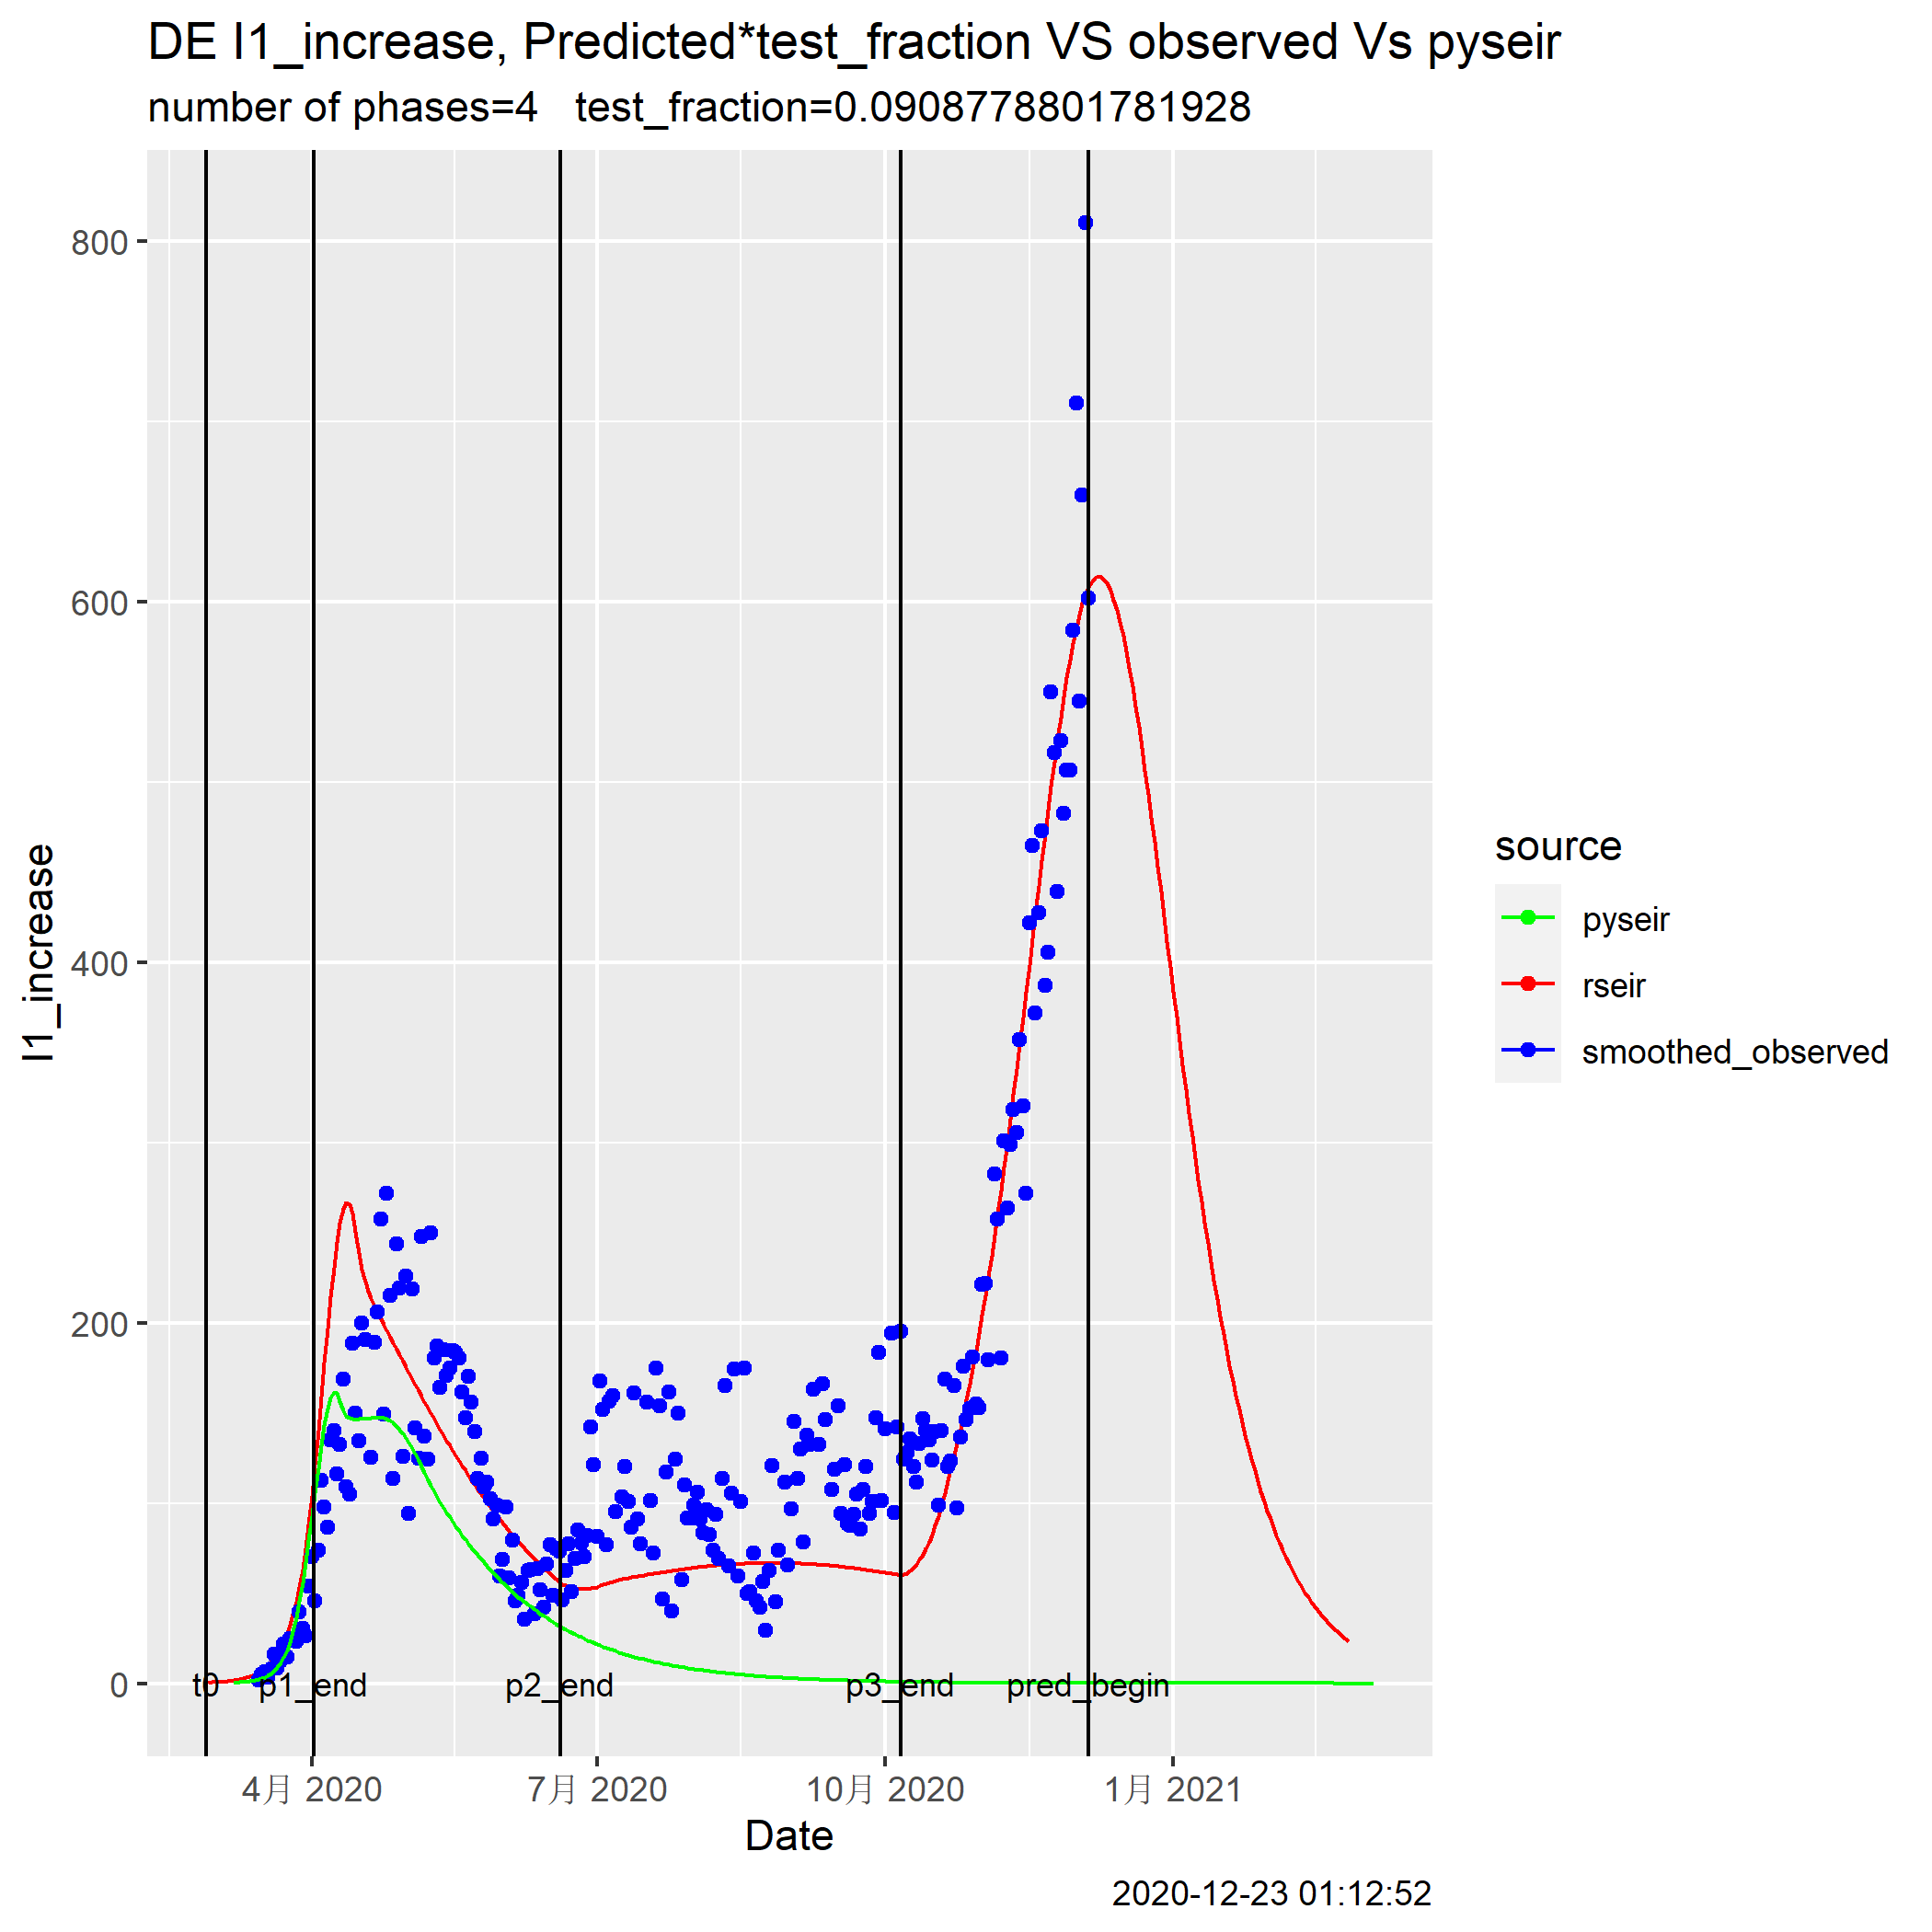 DE I1_increase, Predicted*test_fraction VS observed Vs pyseir
number of phases=4   test_fraction=0.0908778801781928
I1_increase
800
600
400
200
0
t0
p1_end
p2_end
p3_end
pred_begin
4月 2020
7月 2020
10月 2020
1月 2021
Date
source
pyseir
rseir
smoothed_observed
2020-12-23 01:12:52